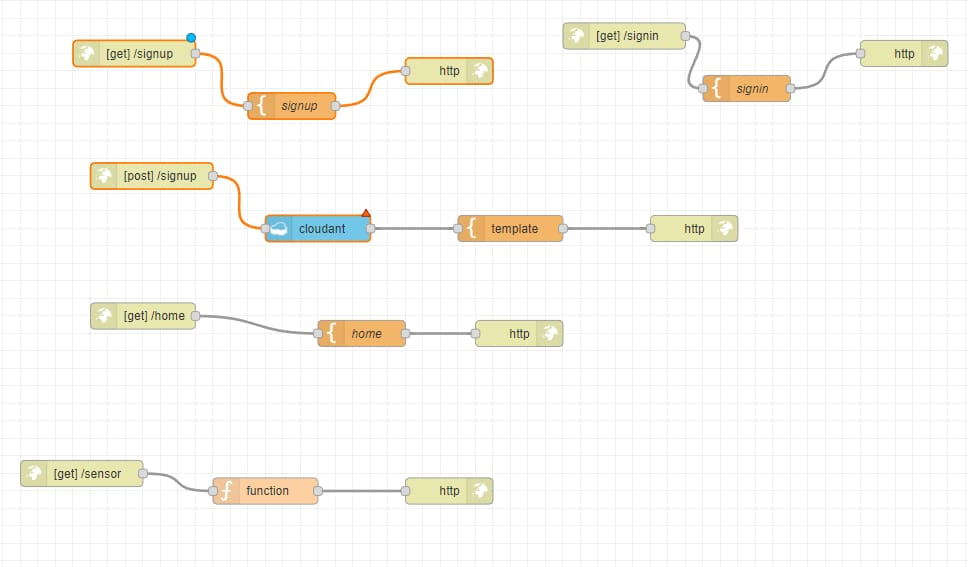 [get] /signup
http
signup
[get] /signin
http
signin
[post] /signup
cloudant
template
http
[get] /home
home
http
[get] /sensor
function
http